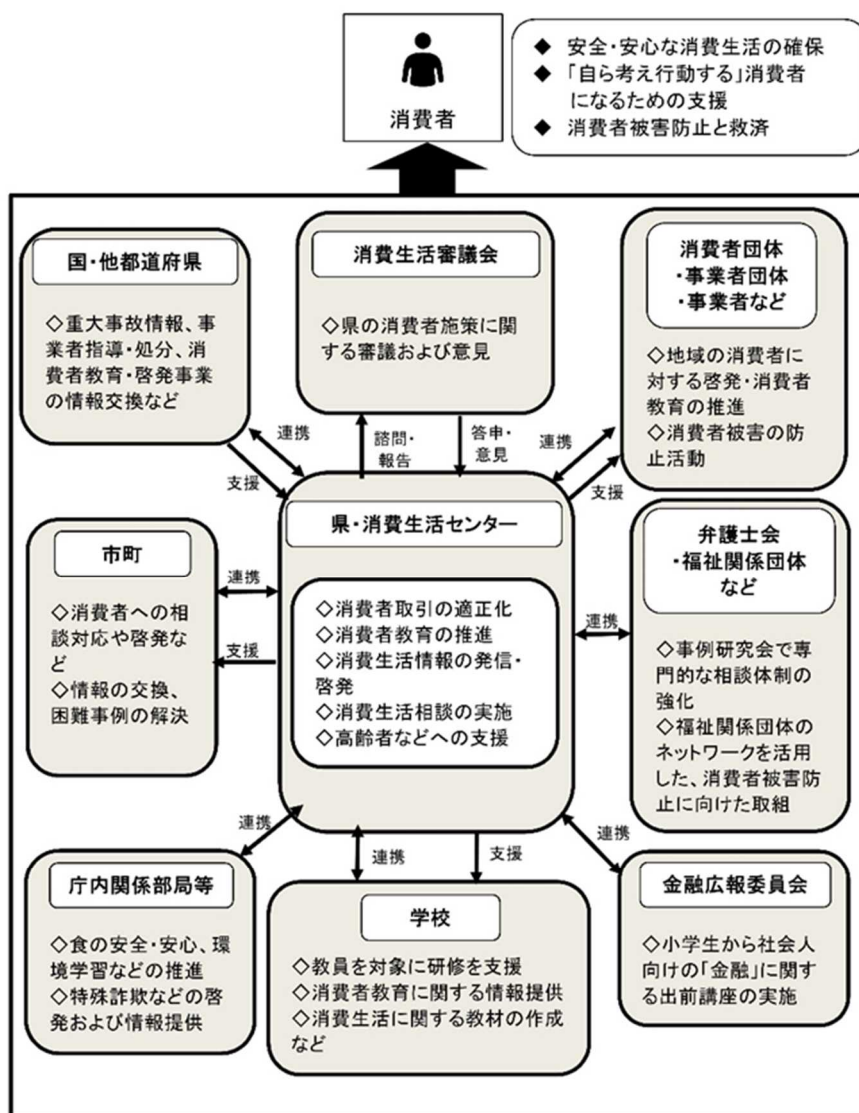 消費者
◆ 安全・安心な消費生活の確保
◆ 「自ら考え行動する」消費者
になるための支援
◆ 消費者被害防止と救済
国・他都道府県
◇重大事故情報、事
業者指導・処分、消
費者教育・啓発事業
の情報交換など
消費生活審議会
◇県の消費者施策に関
する審議および意見
消費者団体
・事業者団体
・事業者など
◇地域の消費者に
対する啓発・消費者
教育の推進
◇消費者被害の防
止活動
連携
支援
諮問・
報告
答申・
意見
連携
支援
県・消費生活センター
◇消費者取引の適正化
◇消費者教育の推進
◇消費生活情報の発信・
啓発
◇消費生活相談の実施
◇高齢者などへの支援
市町
◇消費者への相
談対応や啓発な
ど
◇情報の交換、
困難事例の解決
連携
支援
弁護士会
・福祉関係団体
など
◇事例研究会で専
門的な相談体制の
強化
◇福祉関係団体の
ネットワークを活用
した、消費者被害防
止に向けた取組
連携
庁内関係部局等
◇食の安全・安心、環
境学習などの推進
◇特殊詐欺などの啓
発および情報提供
連携
連携
支援
学校
◇教員を対象に研修を支援
◇消費者教育に関する情報提供
◇消費生活に関する教材の作成
など
連携
金融広報委員会
◇小学生から社会人
向けの「金融」に関す
る出前講座の実施